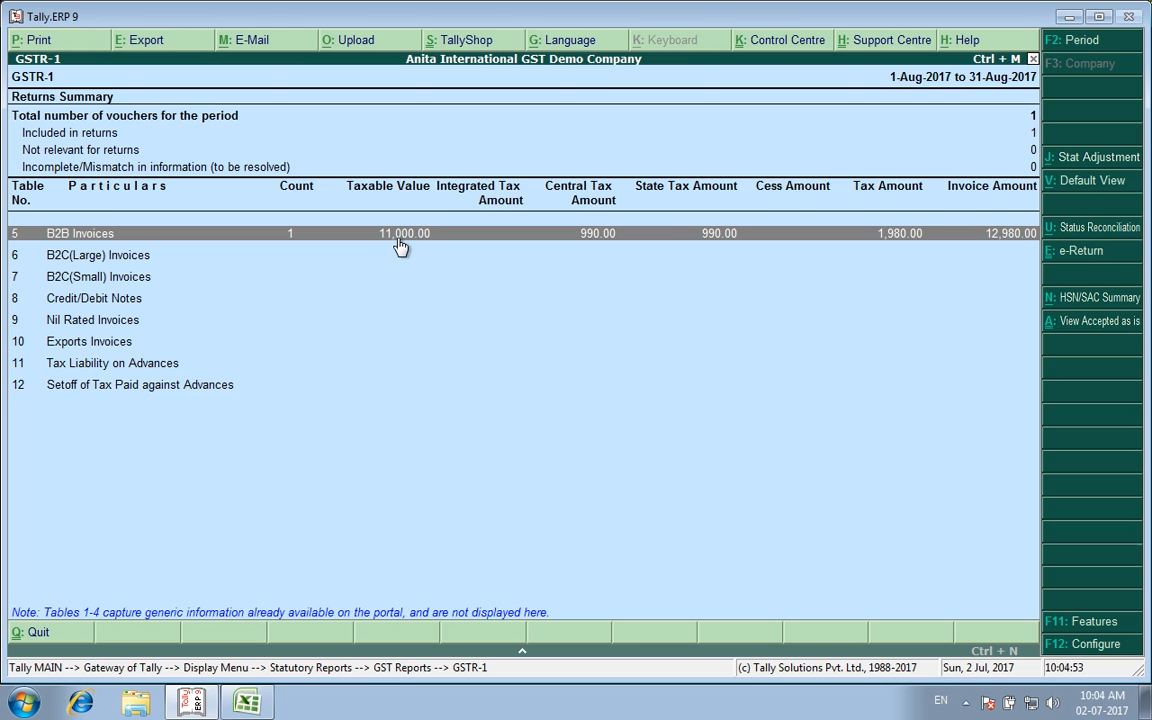 Tally.ERP 9
P: Print E: Export M: E-Mail O: Upload S: TallyShop G: Language K: Keyboard K: Control Centre H: Support Centre H: Help
GSTR-1 Anita International GST Demo Company Ctrl + M
GSTR-1 1-Aug-2017 to 31-Aug-2017
Returns Summary
Total number of vouchers for the period 1
Included in returns 1
Not relevant for returns 0
Incomplete/Mismatch in information (to be resolved) 0
Table No. Particulars Count Taxable Value Integrated Tax Amount Central Tax Amount State Tax Amount Cess Amount Tax Amount Invoice Amount
5 B2B Invoices 1 11,000.00 990.00 990.00 1,980.00 12,980.00
6 B2C(Large) Invoices
7 B2C(Small) Invoices
8 Credit/Debit Notes
9 Nil Rated Invoices
10 Exports Invoices
11 Tax Liability on Advances
12 Setoff of Tax Paid against Advances
Note: Tables 1-4 capture generic information already available on the portal, and are not displayed here.
Q: Quit
Ctrl + N
F2: Period
F3: Company
J: Stat Adjustment
V: Default View
U: Status Reconciliation
E: e-Return
N: HSN/SAC Summary
A: View Accepted as is
F11: Features
F12: Configure
Tally MAIN --> Gateway of Tally --> Display Menu --> Statutory Reports --> GST Reports --> GSTR-1 (c) Tally Solutions Pvt. Ltd., 1988-2017 Sun, 2 Jul, 2017 10:04:53
Tally ERP 9
EN 10:04 AM
02-07-2017